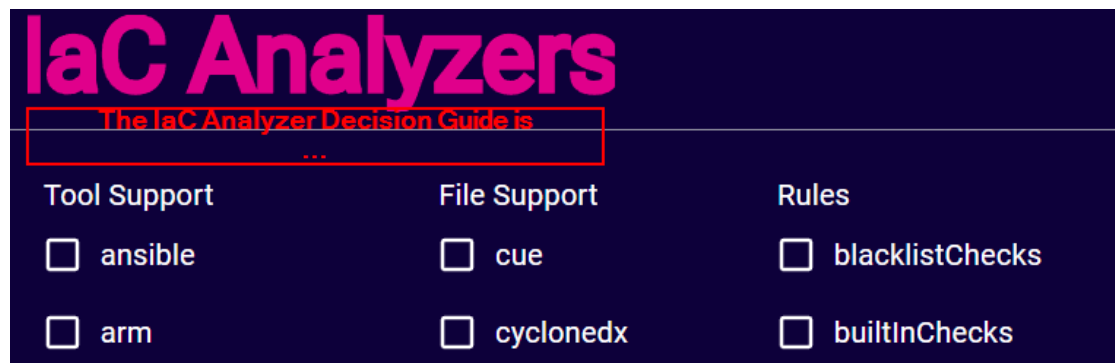 IaC Analyzers
The IaC Analyzer Decision Guide is
...
Tool Support File Support Rules
ansible cue blacklistChecks
arm cyclonedx builtInChecks